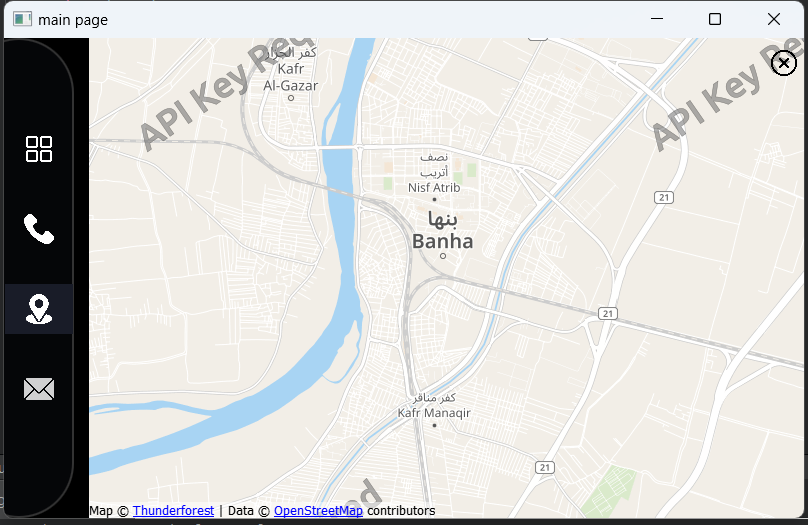 main page
API Key Req
API Key Re
كفر الجزار
Kafr
Al-Gazar
نصف
أتريب
Nisf Atrib
21
بنها
Banha
21
كفر مناقر
Kafr Manaqir
21
Map © Thunderforest | Data © OpenStreetMap contributors